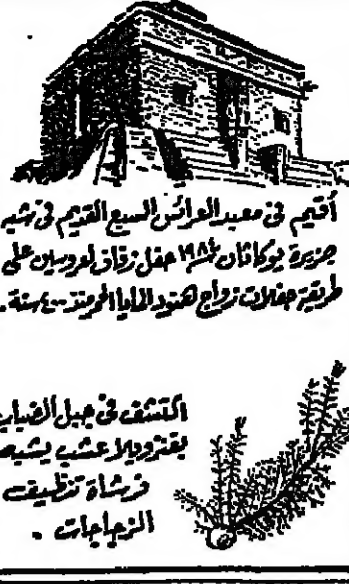 أقيم في معبد العرائس السبع القديم في شبه
جزيرة يوكاتان حفل زفاف لعروسين على
طريقة حفلات زواج هنود المايا سنة.
اكتشف في جبل الضباب
بفنزويلا عشب يشبه
فرشاة تنظيف
الزجاجات .